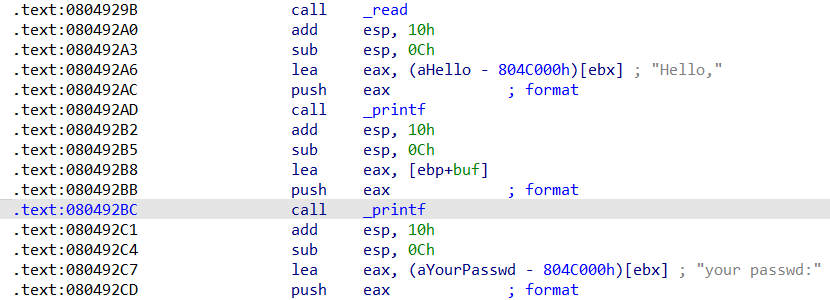 .text:0804929B call _read
.text:080492A0 add esp, 10h
.text:080492A3 sub esp, 0Ch
.text:080492A6 lea eax, (aHello - 804C000h)[ebx] ; "Hello,"
.text:080492AC push eax ; format
.text:080492AD call _printf
.text:080492B2 add esp, 10h
.text:080492B5 sub esp, 0Ch
.text:080492B8 lea eax, [ebp+buf]
.text:080492BB push eax ; format
.text:080492BC call _printf
.text:080492C1 add esp, 10h
.text:080492C4 sub esp, 0Ch
.text:080492C7 lea eax, (aYourPasswd - 804C000h)[ebx] ; "your passwd:"
.text:080492CD push eax ; format